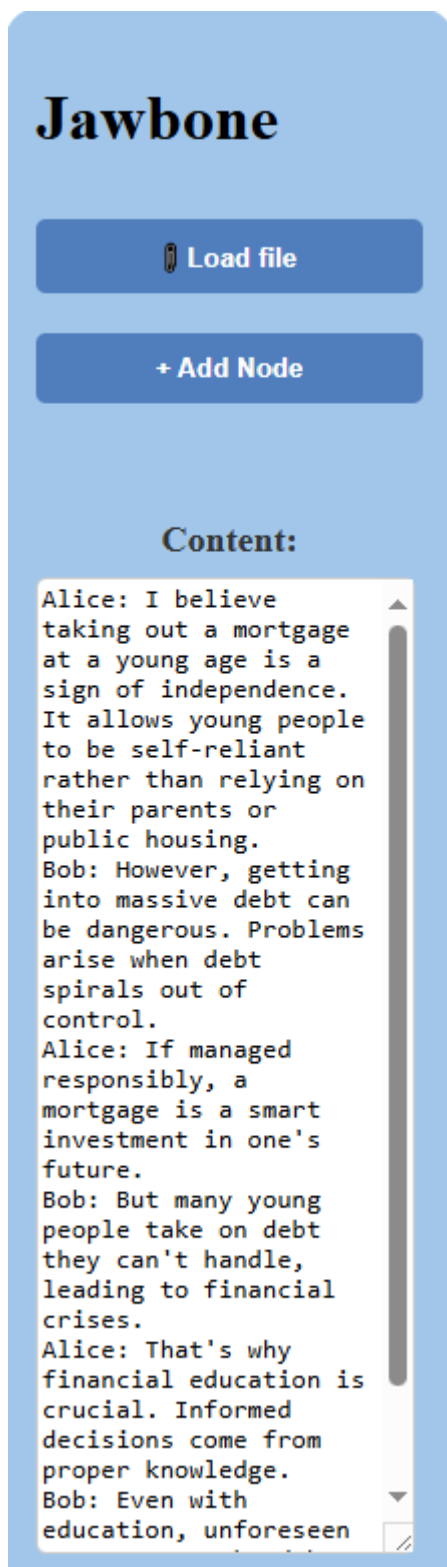 Jawbone
Load file
+ Add Node
Content:
Alice: I believe
taking out a mortgage
at a young age is a
sign of independence.
It allows young people
to be self-reliant
rather than relying on
their parents or
public housing.
Bob: However, getting
into massive debt can
be dangerous. Problems
arise when debt
spirals out of
control.
Alice: If managed
responsibly, a
mortgage is a smart
investment in one's
future.
Bob: But many young
people take on debt
they can't handle,
leading to financial
crises.
Alice: That's why
financial education is
crucial. Informed
decisions come from
proper knowledge.
Bob: Even with
education, unforeseen